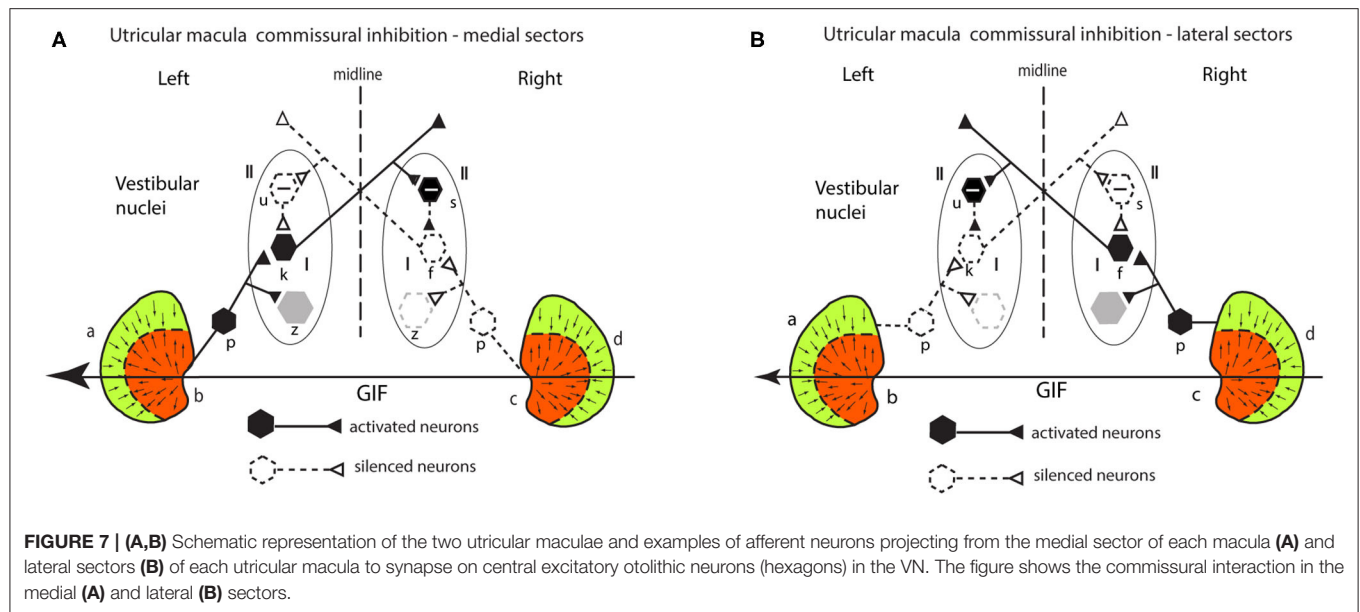 A
Utricular macula commissural inhibition - medial sectors
Left
midline
Right
II
II
Vestibular
nuclei
u
s
k
I
I
f
z
z
a
p
p
d
b
c
GIF
activated neurons
silenced neurons
B
Utricular macula commissural inhibition - lateral sectors
Left
midline
Right
II
II
Vestibular
nuclei
u
s
k
I
I
f
a
p
p
d
b
c
GIF
activated neurons
silenced neurons
FIGURE 7 | (A,B) Schematic representation of the two utricular maculae and examples of afferent neurons projecting from the medial sector of each macula (A) and
lateral sectors (B) of each utricular macula to synapse on central excitatory otolithic neurons (hexagons) in the VN. The figure shows the commissural interaction in the
medial (A) and lateral (B) sectors.